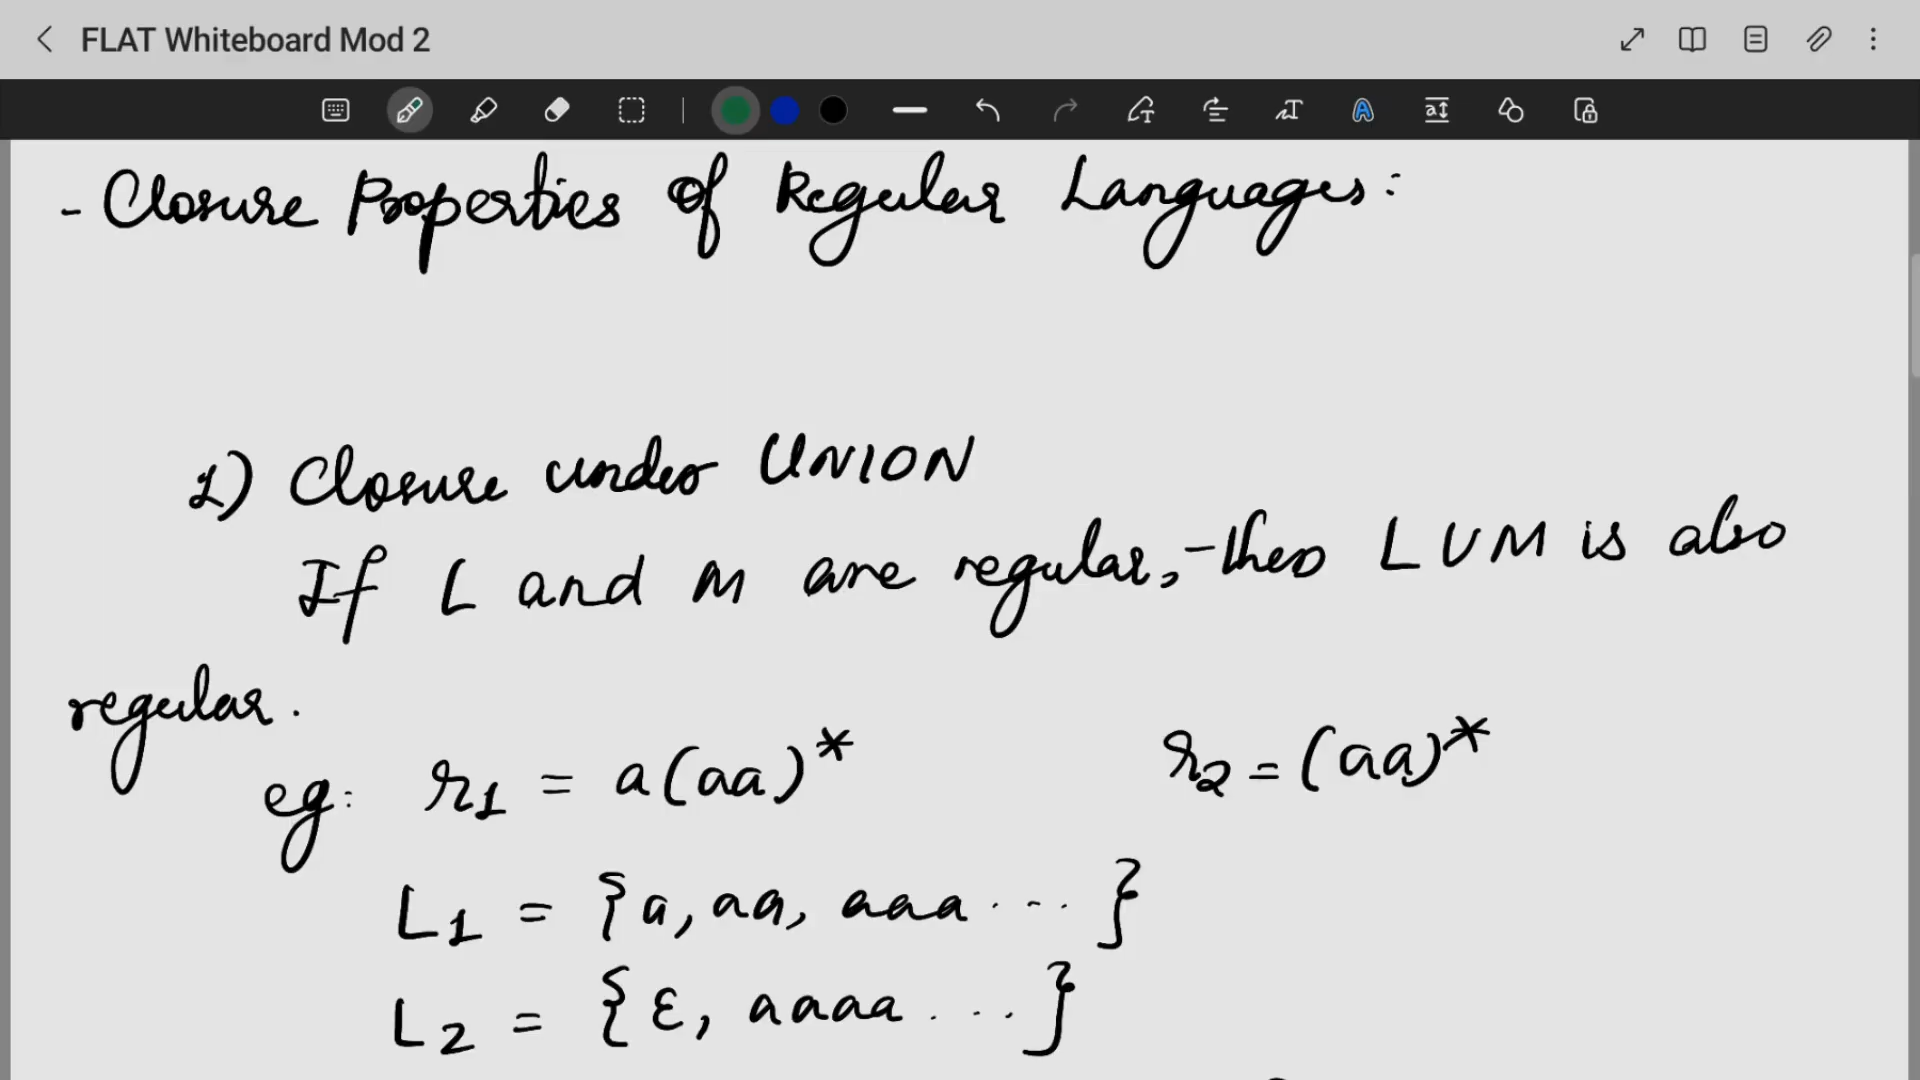 FLAT Whiteboard Mod 2
- Closure Properties of Regular Languages:
1) Closure under UNION
If L and M are regular, then L ∪ M is also
regular.
eg: r1 = a(aa)* r2 = (aa)*
L1 = {a, aa, aaa ....}
L2 = {ε, aaaa ....}